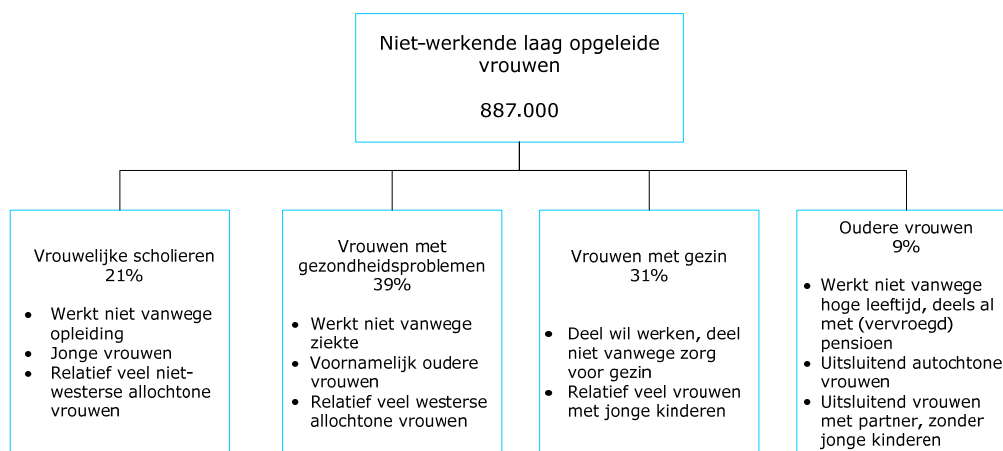 Niet-werkende laag opgeleide
vrouwen
887.000
Vrouwelijke scholieren
21%
• Werkt niet vanwege
opleiding
• Jonge vrouwen
• Relatief veel niet-
westerse allochtone
vrouwen
Vrouwen met
gezondheidsproblemen
39%
• Werkt niet vanwege
ziekte
• Voornamelijk oudere
vrouwen
• Relatief veel westerse
allochtone vrouwen
Vrouwen met gezin
31%
• Deel wil werken, deel
niet vanwege zorg
voor gezin
• Relatief veel vrouwen
met jonge kinderen
Oudere vrouwen
9%
• Werkt niet vanwege
hoge leeftijd, deels al
met (vervroegd)
pensioen
• Uitsluitend autochtone
vrouwen
• Uitsluitend vrouwen
met partner, zonder
jonge kinderen